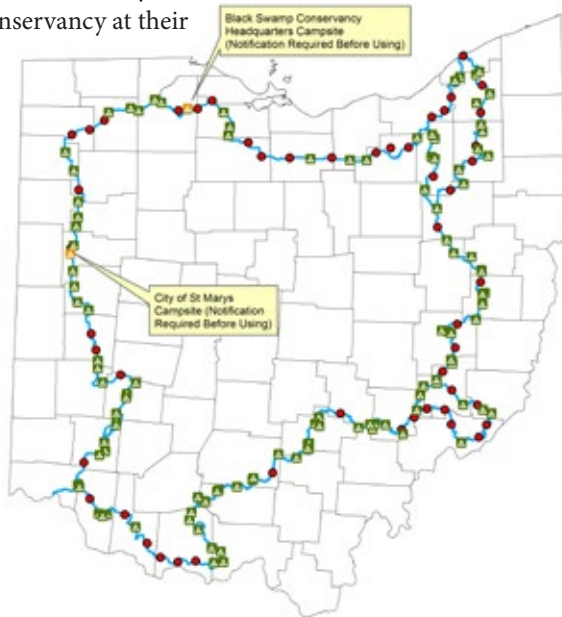 nservancy at their
Black Swamp Conservancy
Headquarters Campsite
(Notification Required Before Using)
City of St Marys
Campsite (Notification
Required Before Using)